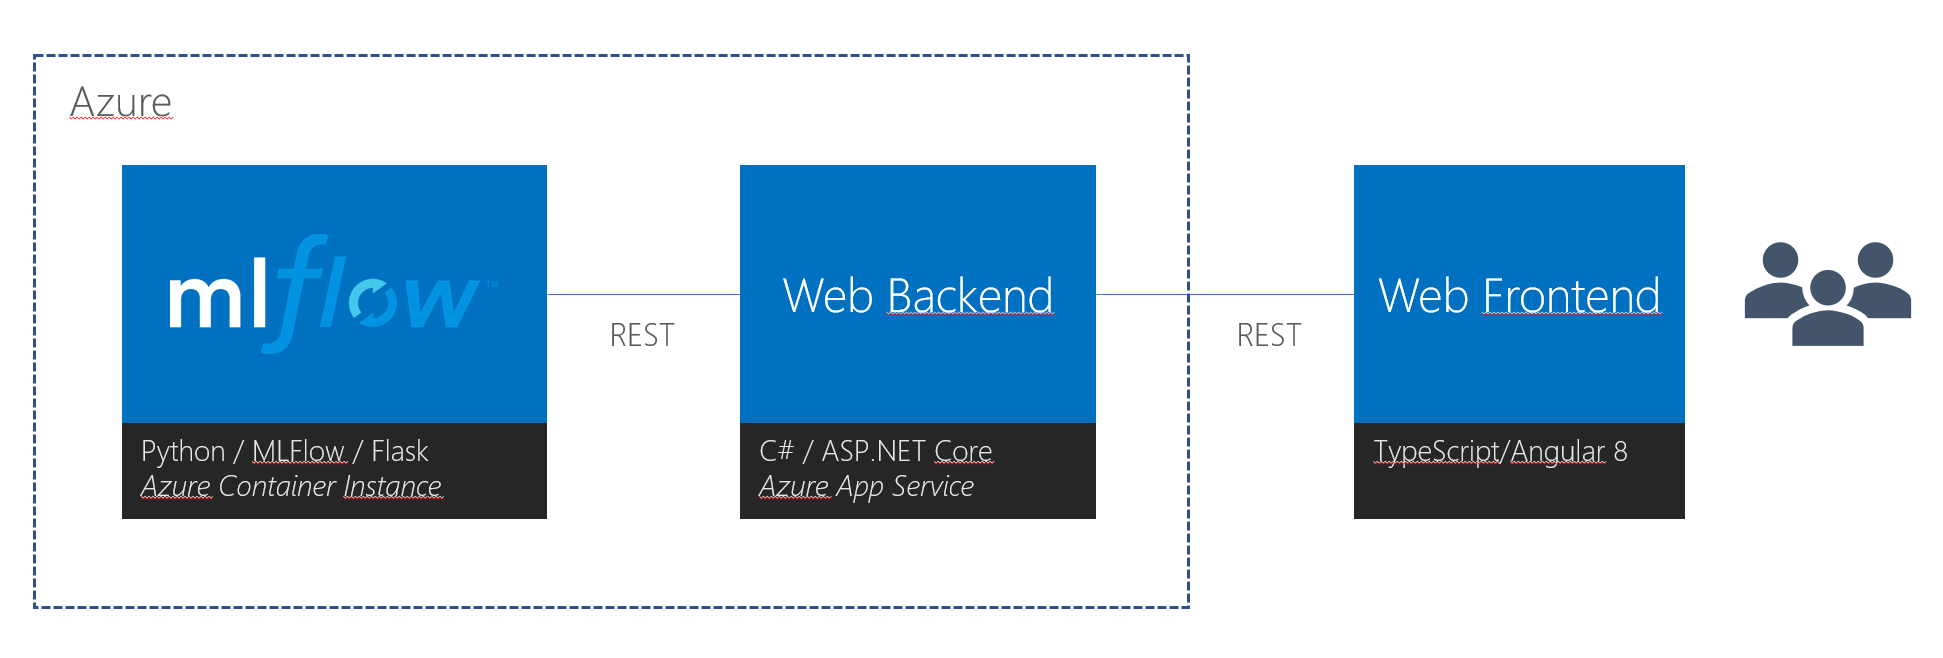 Azure
mlflow™
REST
Web Backend
REST
Web Frontend
Python / MLFlow / Flask
Azure Container Instance
C# / ASP.NET Core
Azure App Service
TypeScript/Angular 8